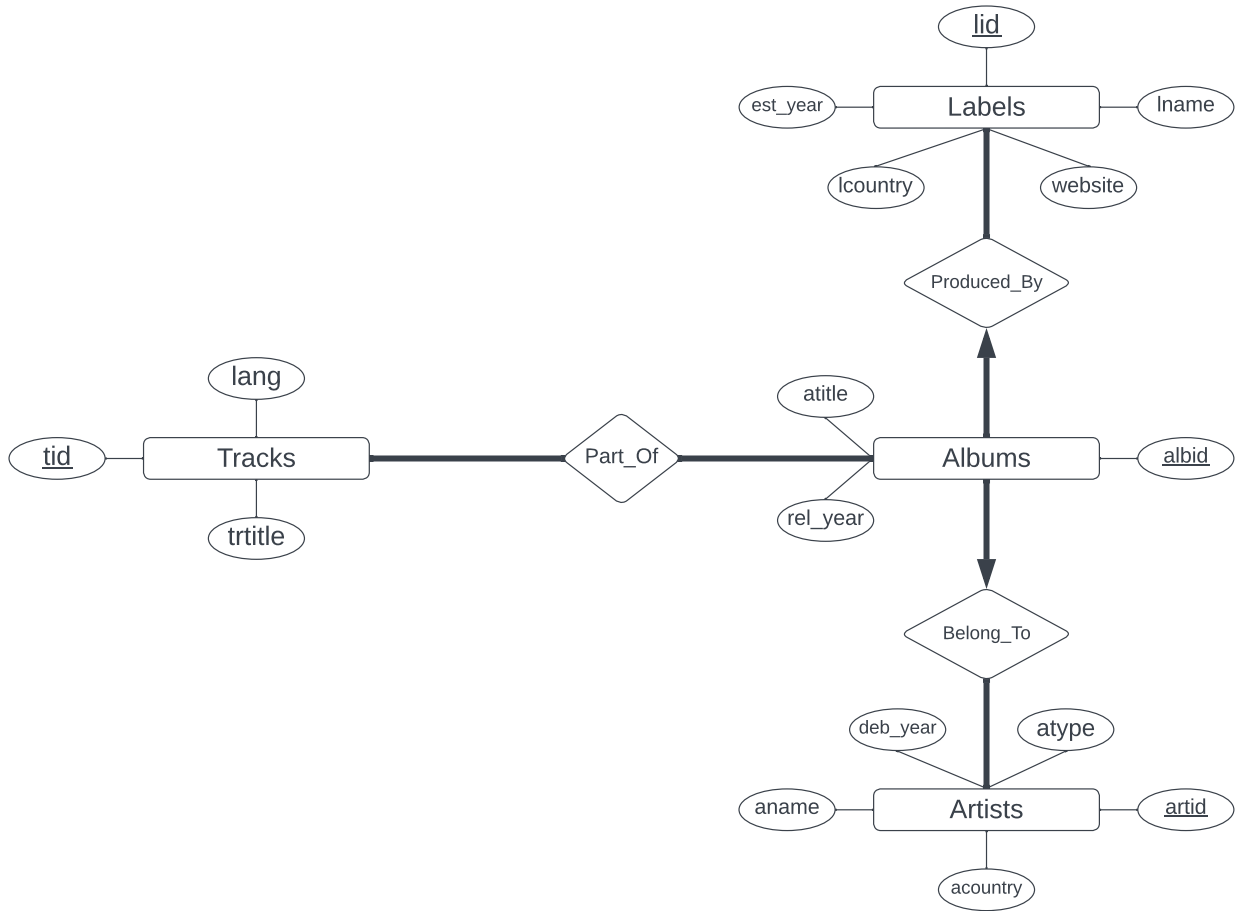 lid
est_year
Labels
lname
lcountry
website
Produced_By
lang
atitle
tid
Tracks
Part_Of
Albums
albid
rel_year
trtitle
Belong_To
deb_year
atype
aname
Artists
artid
acountry